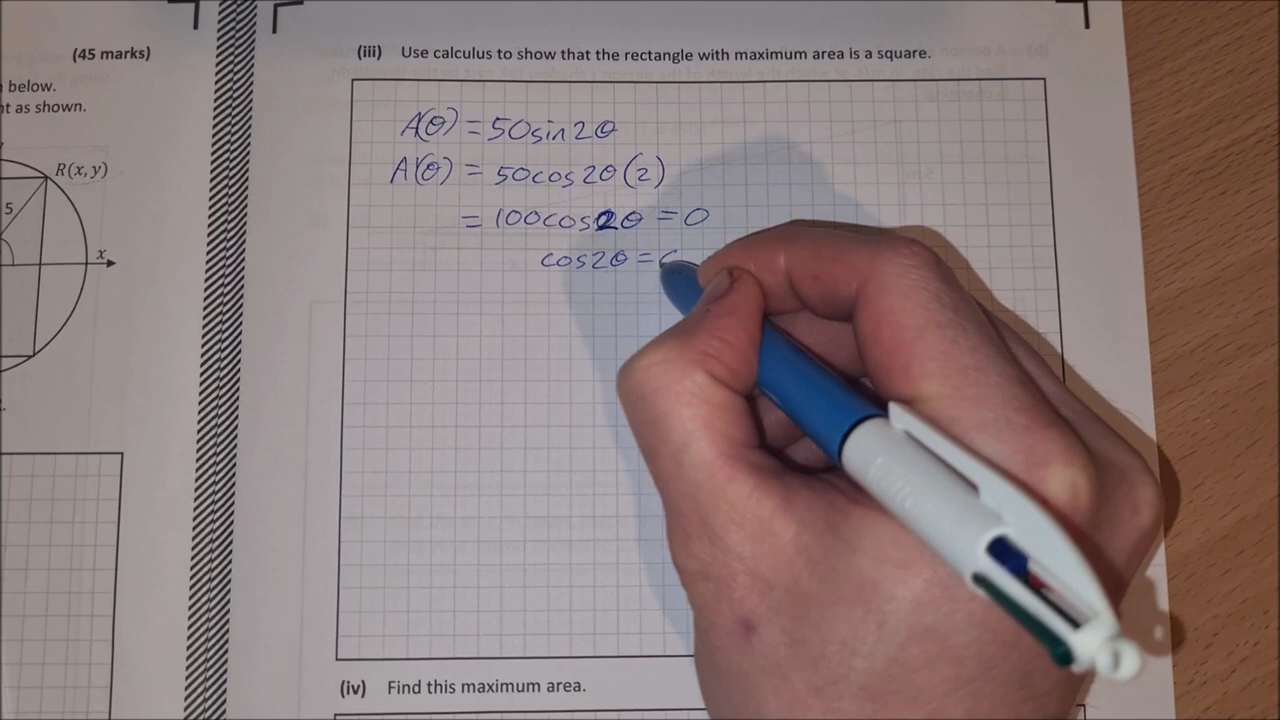 (45 marks)
below.
nt as shown.
R(x, y)
5
x
(iii) Use calculus to show that the rectangle with maximum area is a square.
A(θ) = 50sin2θ
A'(θ) = 50cos2θ(2)
= 100cos2θ = 0
cos2θ =
(iv) Find this maximum area.